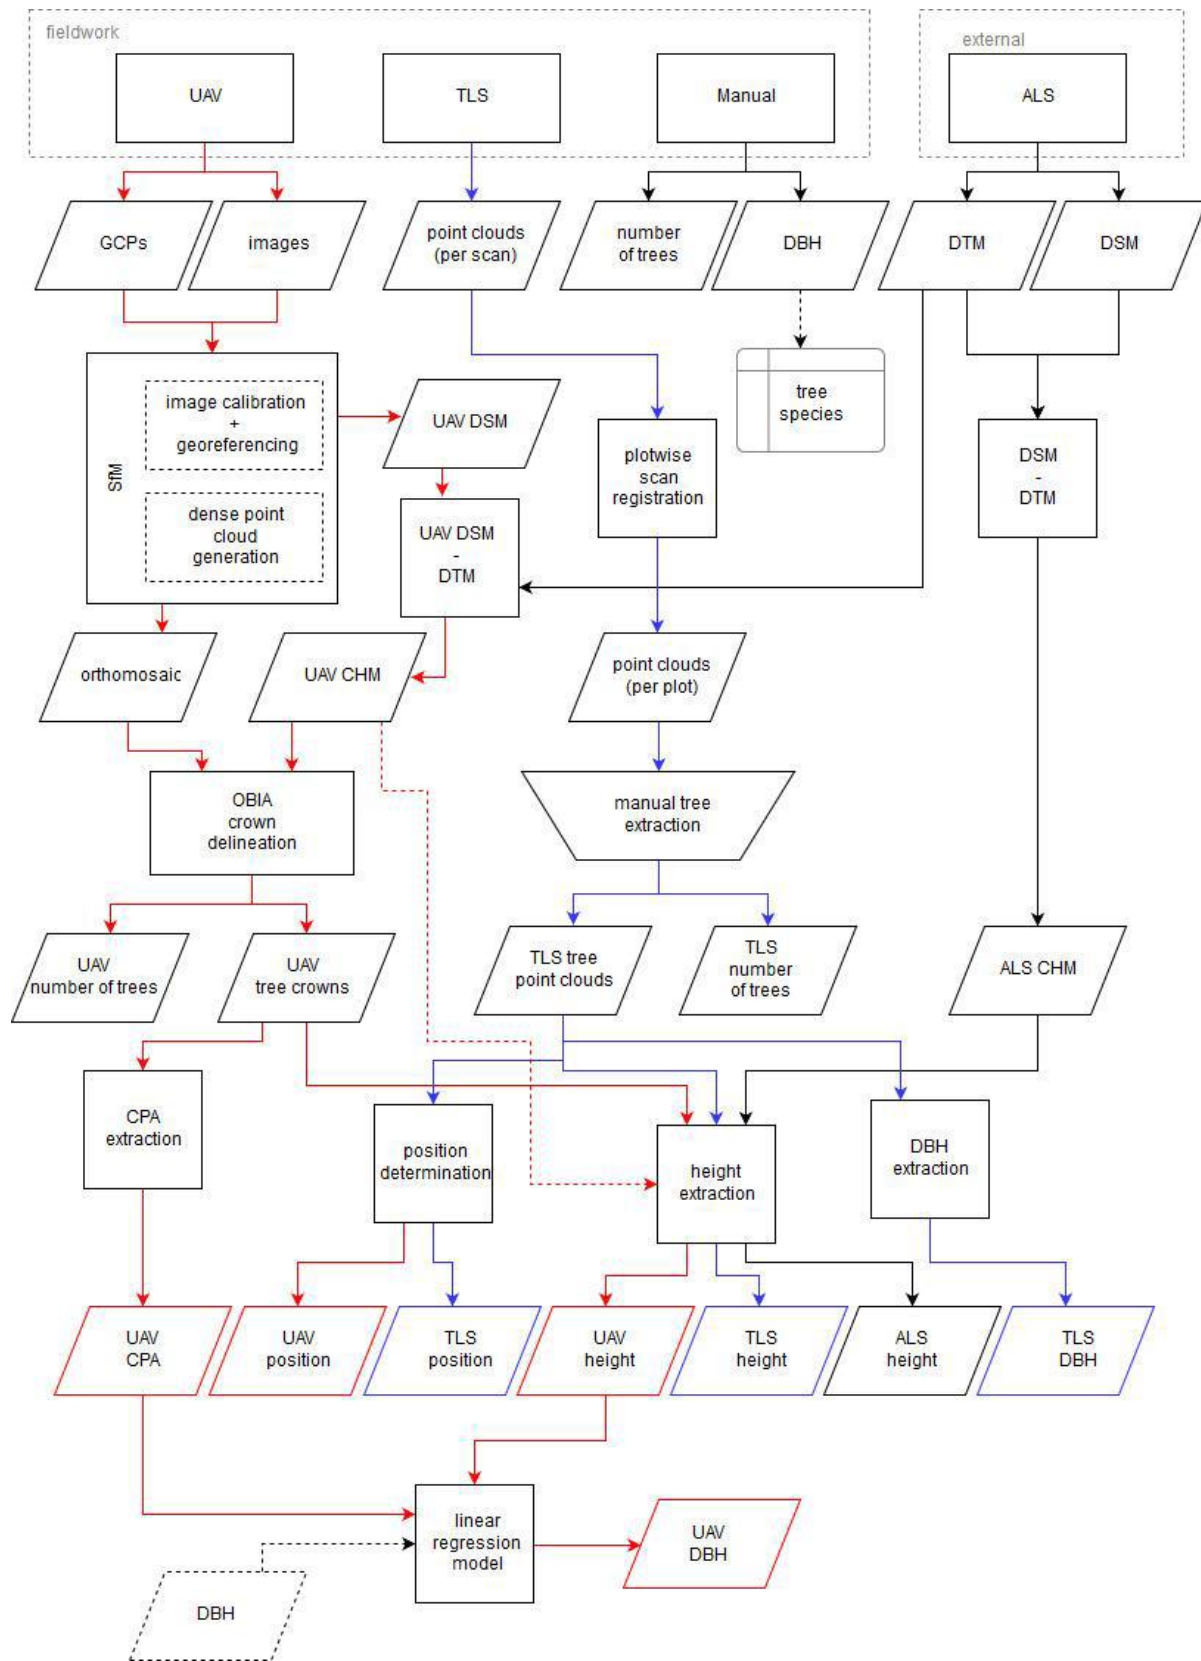 fieldwork
external
UAV
TLS
Manual
ALS
GCPs
images
point clouds
(per scan)
number
of trees
DBH
DTM
DSM
SfM
image calibration
+
georeferencing
dense point
cloud
generation
UAV DSM
tree
species
plotwise
scan
registration
DSM
-
DTM
UAV DSM
-
DTM
orthomosaic
UAV CHM
point clouds
(per plot)
OBIA
crown
delineation
manual tree
extraction
UAV
number of trees
UAV
tree crowns
TLS tree
point clouds
TLS
number
of trees
ALS CHM
CPA
extraction
position
determination
height
extraction
DBH
extraction
UAV
CPA
UAV
position
TLS
position
UAV
height
TLS
height
ALS
height
TLS
DBH
linear
regression
model
UAV
DBH
DBH